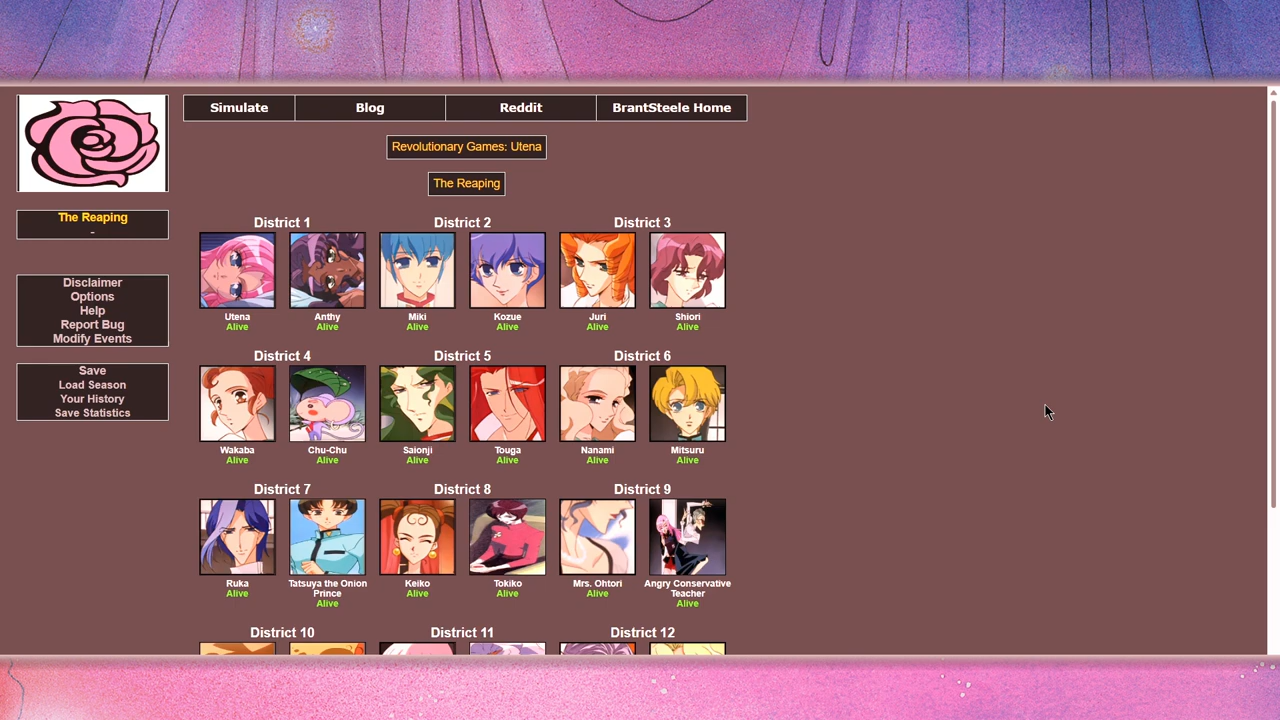 Simulate Blog Reddit BrantSteele Home
Revolutionary Games: Utena
The Reaping
The Reaping
-
Disclaimer
Options
Help
Report Bug
Modify Events
Save
Load Season
Your History
Save Statistics
District 1 District 2 District 3
Utena Anthy Miki Kozue Juri Shiori
Alive Alive Alive Alive Alive Alive
District 4 District 5 District 6
Wakaba Chu-Chu Saionji Touga Nanami Mitsuru
Alive Alive Alive Alive Alive Alive
District 7 District 8 District 9
Ruka Tatsuya the Onion Prince Keiko Tokiko Mrs. Ohtori Angry Conservative Teacher
Alive Alive Alive Alive Alive Alive
District 10 District 11 District 12